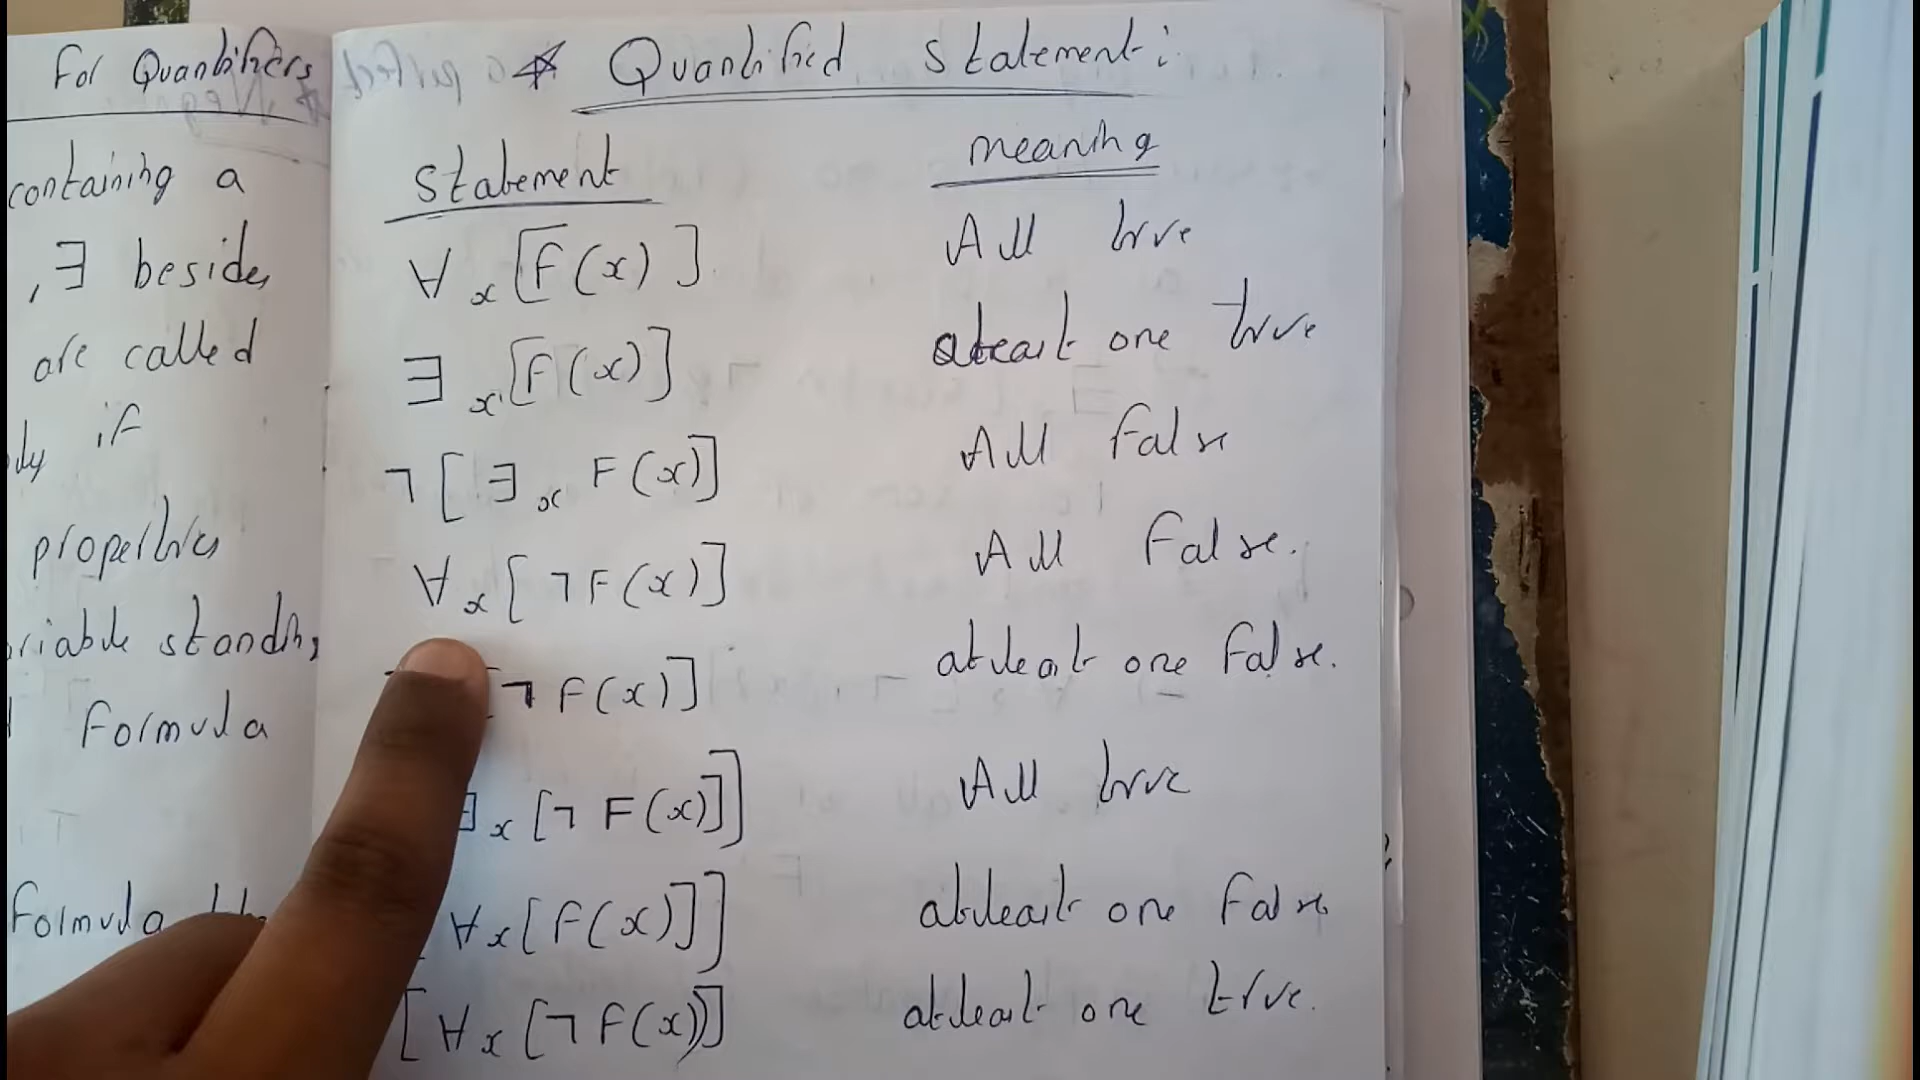 For Quantifiers
containing a
, ∃ besides
are called
if
properties
riable standing
Formula
Formula
Quantified statement :
statement meaning
∀x [F(x)] All true
∃x [F(x)] atleast one true
¬[∃x F(x)] All False
∀x [¬F(x)] All False.
[¬F(x)] atleast one False.
∃x [¬F(x)]] All true
∀x [F(x)]] atleast one False
[∀x [¬F(x)]] atleast one true.